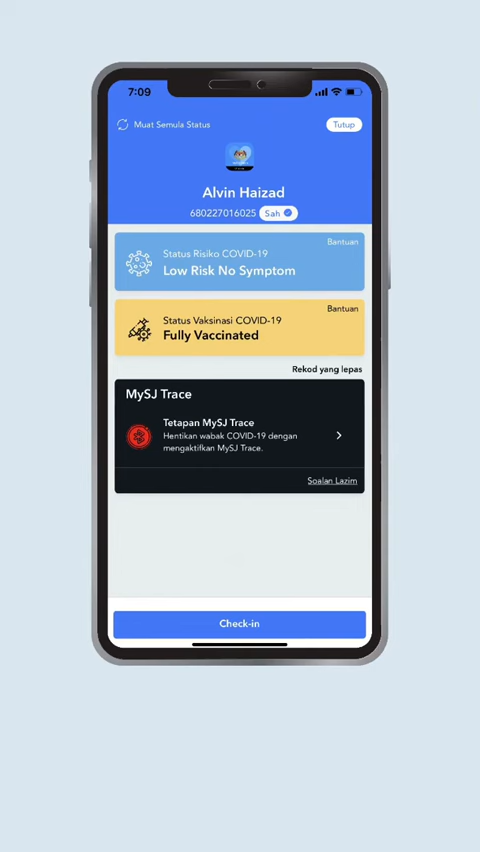 7:09
Muat Semula Status
Tutup
Alvin Haizad
680227016025 Sah
Bantuan
Status Risiko COVID-19
Low Risk No Symptom
Bantuan
Status Vaksinasi COVID-19
Fully Vaccinated
Rekod yang lepas
MySJ Trace
Tetapan MySJ Trace
Hentikan wabak COVID-19 dengan
mengaktifkan MySJ Trace.
Soalan Lazim
Check-in